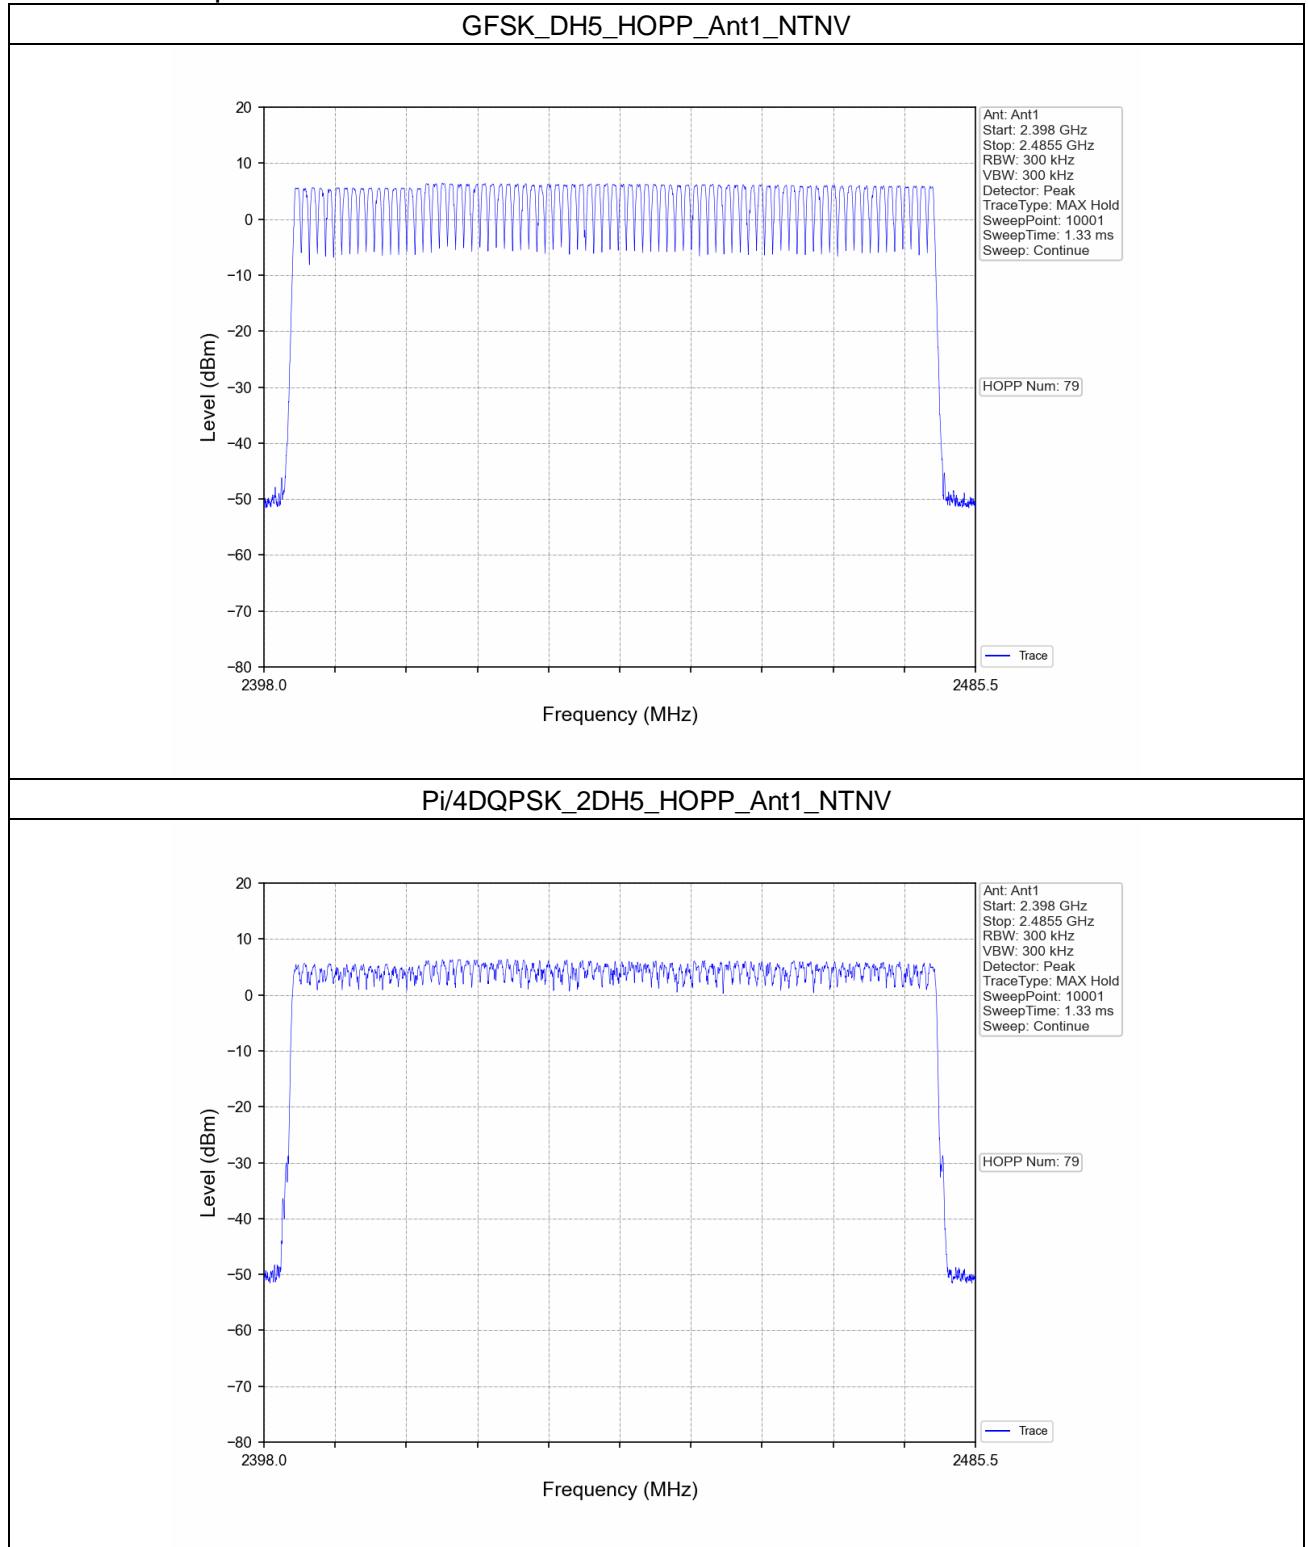 GFSK_DH5_HOPP_Ant1_NTNV
20
10
0
−10
−20
−30
−40
−50
−60
−70
−80
Level (dBm)
2398.0
2485.5
Frequency (MHz)
Ant: Ant1
Start: 2.398 GHz
Stop: 2.4855 GHz
RBW: 300 kHz
VBW: 300 kHz
Detector: Peak
TraceType: MAX Hold
SweepPoint: 10001
SweepTime: 1.33 ms
Sweep: Continue
HOPP Num: 79
Trace
Pi/4DQPSK_2DH5_HOPP_Ant1_NTNV
20
10
0
−10
−20
−30
−40
−50
−60
−70
−80
Level (dBm)
2398.0
2485.5
Frequency (MHz)
Ant: Ant1
Start: 2.398 GHz
Stop: 2.4855 GHz
RBW: 300 kHz
VBW: 300 kHz
Detector: Peak
TraceType: MAX Hold
SweepPoint: 10001
SweepTime: 1.33 ms
Sweep: Continue
HOPP Num: 79
Trace